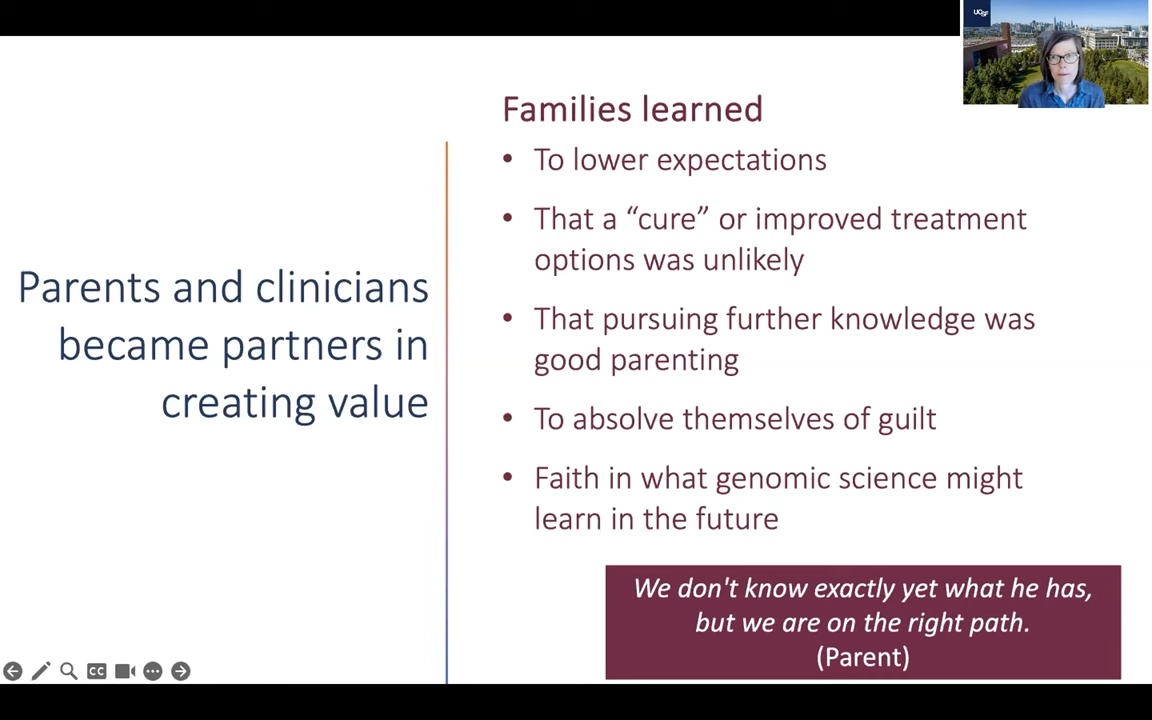 UCSF
Families learned
• To lower expectations
• That a “cure” or improved treatment
options was unlikely
Parents and clinicians
became partners in
creating value
• That pursuing further knowledge was
good parenting
• To absolve themselves of guilt
• Faith in what genomic science might
learn in the future
We don't know exactly yet what he has,
but we are on the right path.
(Parent)
CC